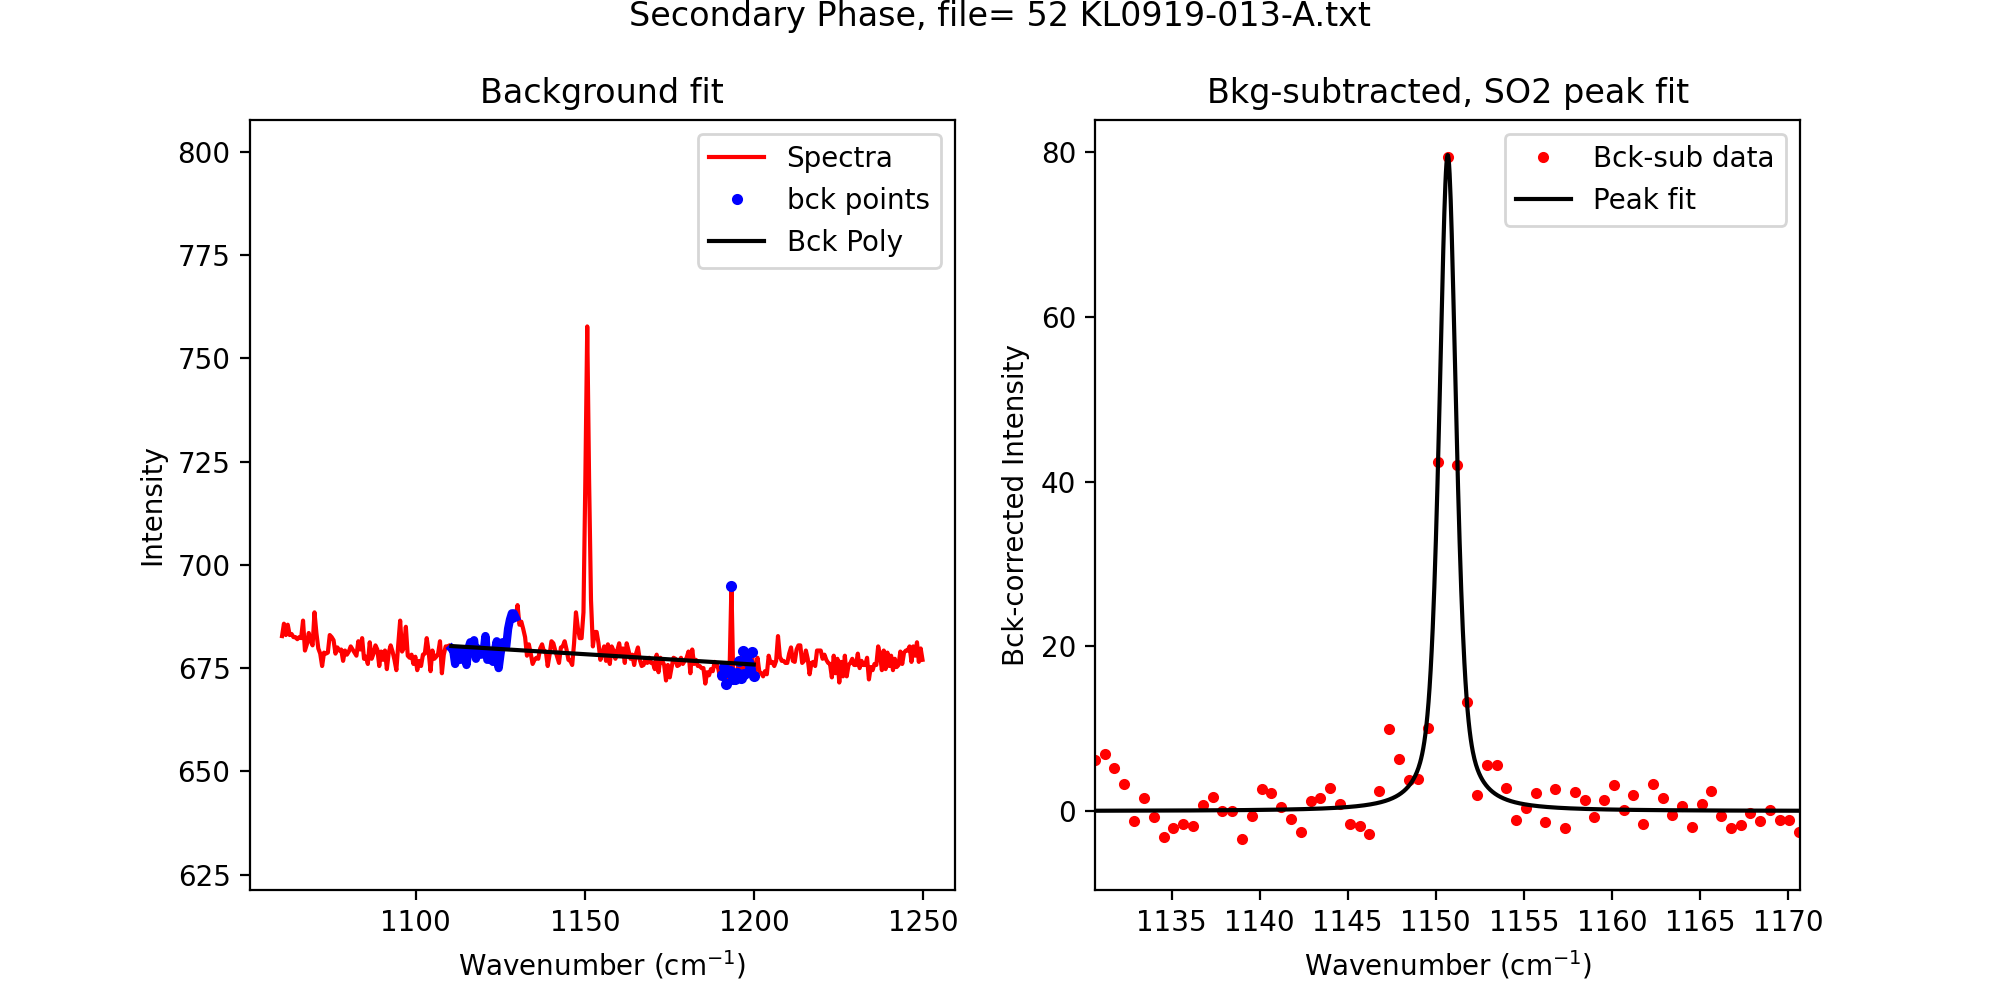 Secondary Phase, file= 52 KL0919-013-A.txt
Background fit
Spectra
bck points
Bck Poly
800
775
750
725
700
675
650
625
Intensity
1100 1150 1200 1250
Wavenumber (cm⁻¹)
Bkg-subtracted, SO2 peak fit
Bck-sub data
Peak fit
80
60
40
20
0
Bck-corrected Intensity
1135 1140 1145 1150 1155 1160 1165 1170
Wavenumber (cm⁻¹)